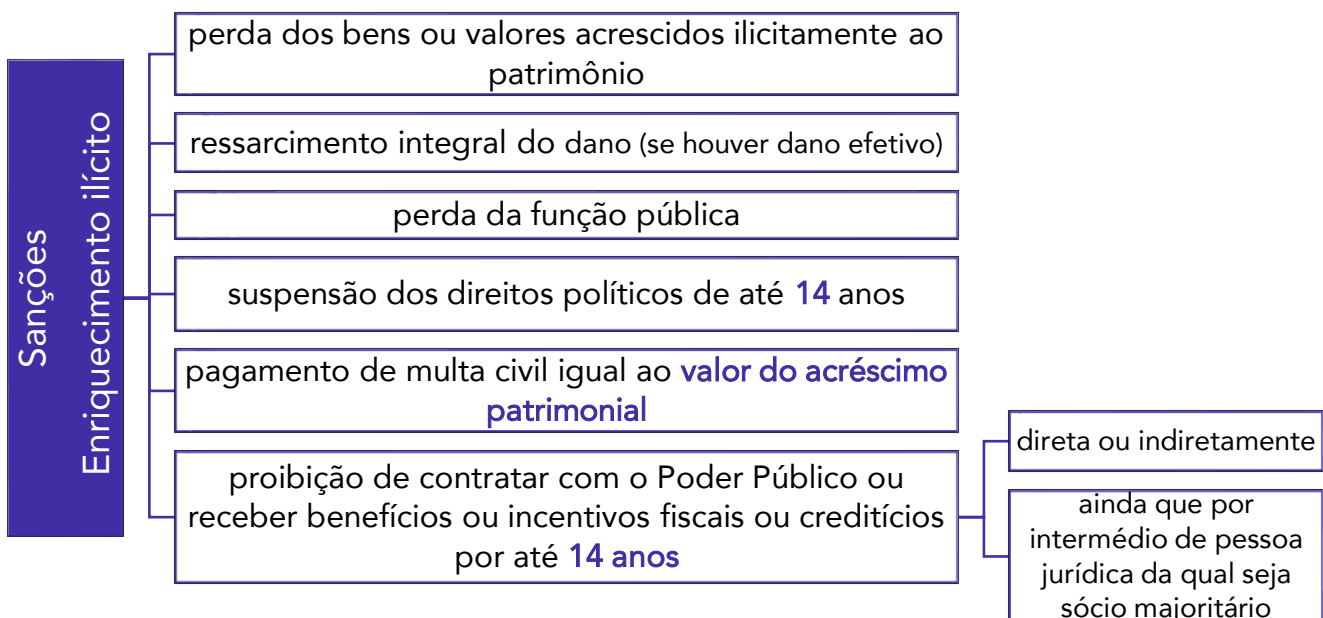 Sanções
Enriquecimento ilícito
perda dos bens ou valores acrescidos ilicitamente ao
patrimônio
ressarcimento integral do dano (se houver dano efetivo)
perda da função pública
suspensão dos direitos políticos de até 14 anos
pagamento de multa civil igual ao valor do acréscimo
patrimonial
proibição de contratar com o Poder Público ou
receber benefícios ou incentivos fiscais ou creditícios
por até 14 anos
direta ou indiretamente
ainda que por
intermédio de pessoa
jurídica da qual seja
sócio majoritário